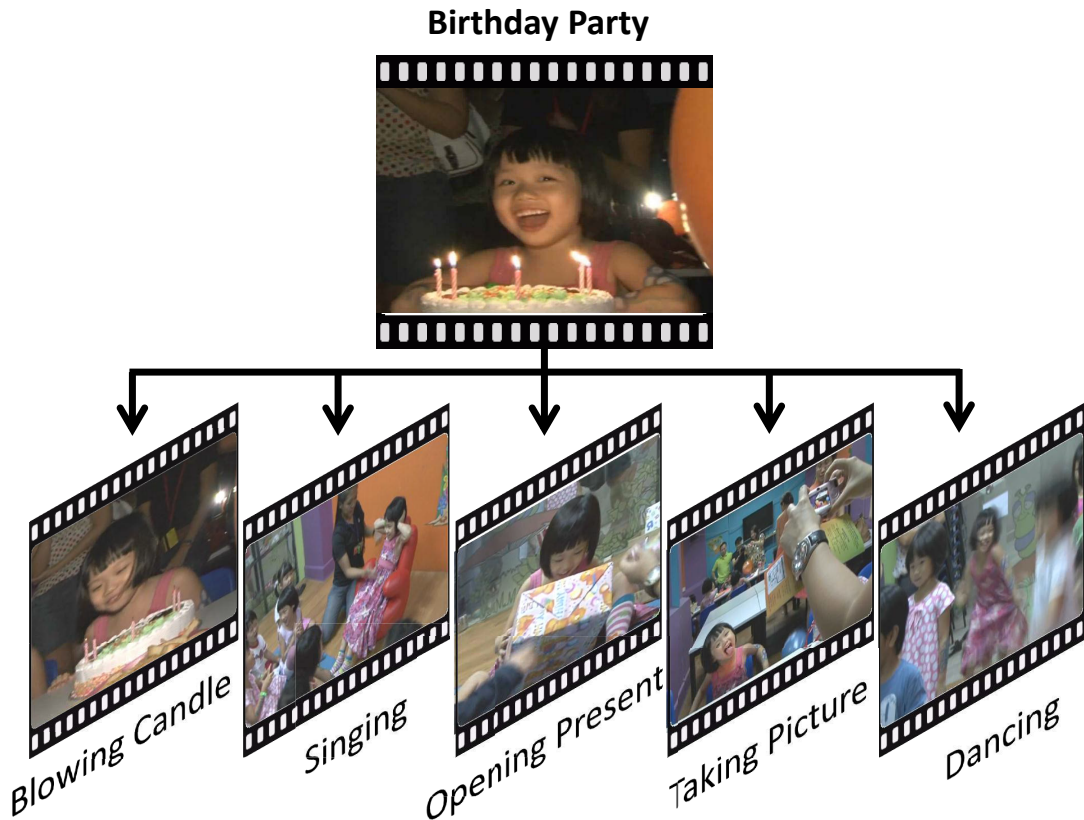 Birthday Party
Blowing Candle
Singing
Opening Present
Taking Picture
Dancing